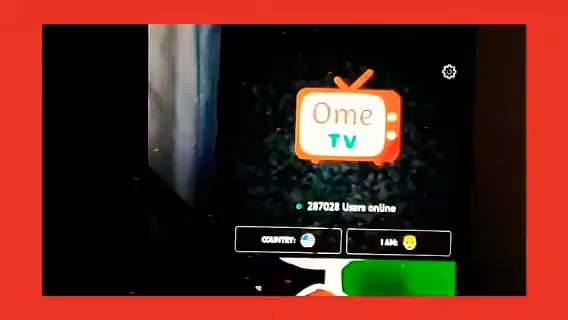 Ome
TV
287028 Users online
COUNTRY:
I AM: